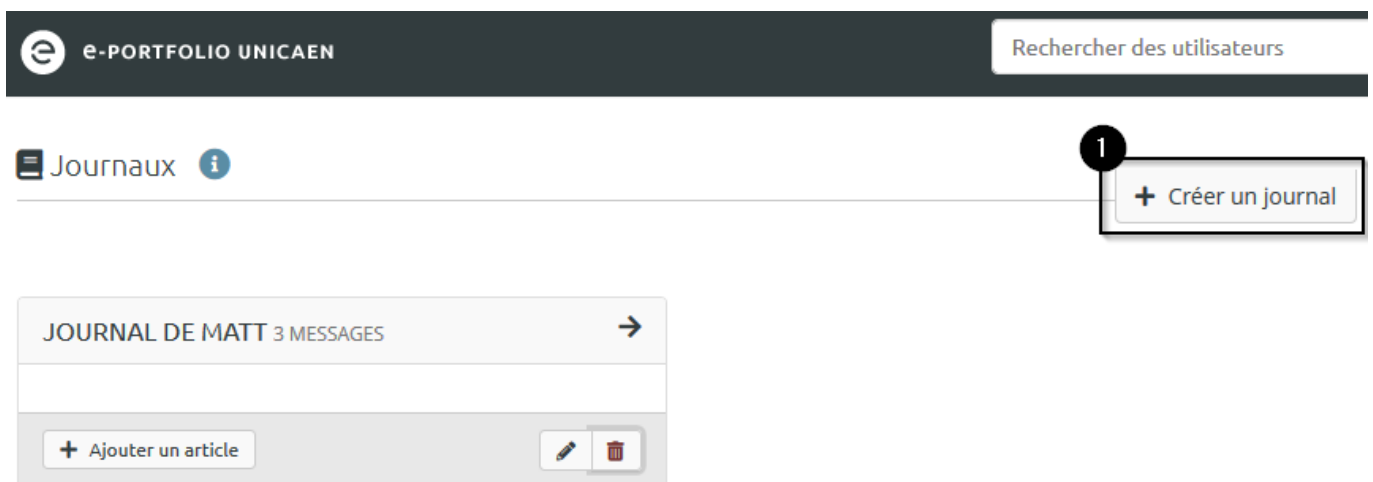 e-PORTFOLIO UNICAEN
Rechercher des utilisateurs
Journaux
1
+ Créer un journal
JOURNAL DE MATT 3 MESSAGES
+ Ajouter un article